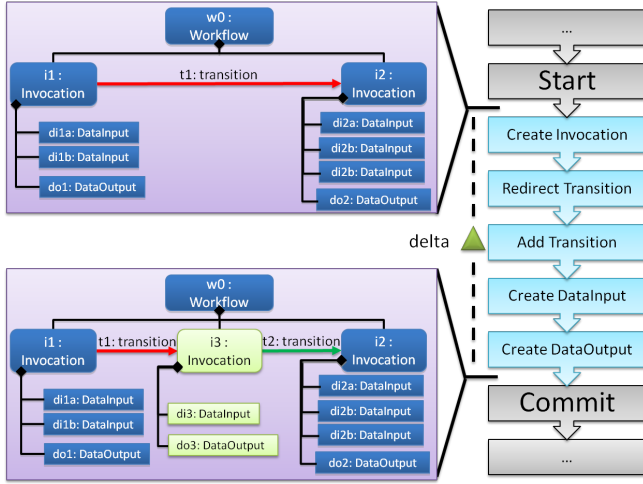 w0 :
Workflow
i1 :
Invocation
t1: transition
i2 :
Invocation
di1a: DataInput
di1b: DataInput
do1: DataOutput
di2a: DataInput
di2b: DataInput
di2b: DataInput
do2: DataOutput
w0 :
Workflow
i1 :
Invocation
t1: transition
i3 :
Invocation
t2: transition
i2 :
Invocation
di1a: DataInput
di1b: DataInput
do1: DataOutput
di3: DataInput
do3: DataOutput
di2a: DataInput
di2b: DataInput
di2b: DataInput
do2: DataOutput
delta
...
Start
Create Invocation
Redirect Transition
Add Transition
Create DataInput
Create DataOutput
Commit
...